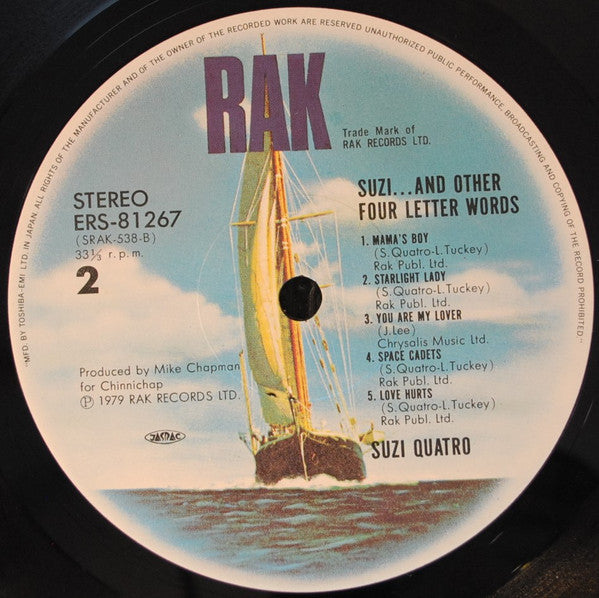 "MFD. BY TOSHIBA-EMI LTD. IN JAPAN. ALL RIGHTS OF THE MANUFACTURER AND OF THE OWNER OF THE RECORDED WORK ARE RESERVED UNAUTHORIZED PUBLIC PERFORMANCE, BROADCASTING AND COPYING OF THE RECORD PROHIBITED."
RAK
Trade Mark of
RAK RECORDS LTD.
STEREO
ERS-81267
(SRAK-538-B)
33⅓ r.p.m.
2
SUZI...AND OTHER
FOUR LETTER WORDS
1. MAMA'S BOY
(S.Quatro-L.Tuckey)
Rak Publ. Ltd.
2. STARLIGHT LADY
(S.Quatro-L.Tuckey)
Rak Publ. Ltd.
3. YOU ARE MY LOVER
(J.Lee)
Chrysalis Music Ltd.
4. SPACE CADETS
(S.Quatro-L.Tuckey)
Rak Publ. Ltd.
5. LOVE HURTS
(S.Quatro-L.Tuckey)
Rak Publ. Ltd.
Produced by Mike Chapman
for Chinnichap
Ⓟ 1979 RAK RECORDS LTD.
JASRAC
SUZI QUATRO